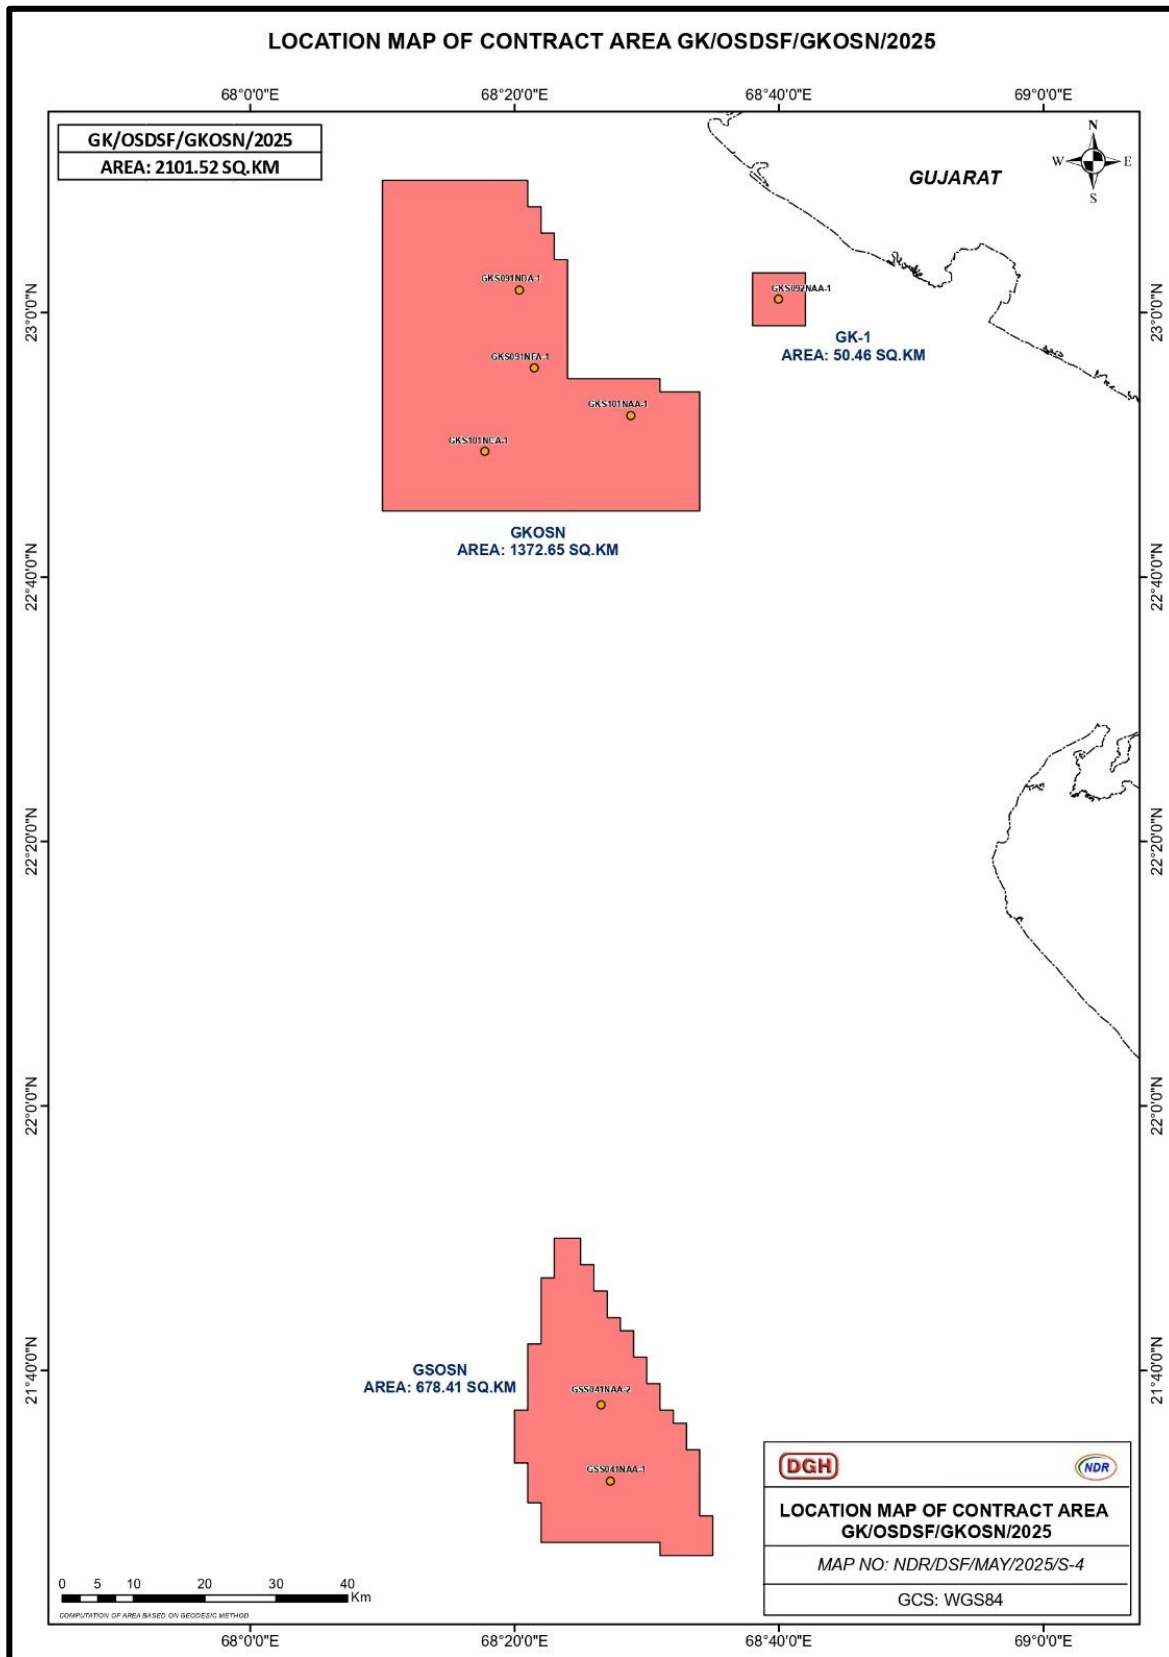 LOCATION MAP OF CONTRACT AREA GK/OSDSF/GKOSN/2025
68°0'0"E
68°20'0"E
68°40'0"E
69°0'0"E
GK/OSDSF/GKOSN/2025
AREA: 2101.52 SQ.KM
N
W
E
S
GUJARAT
GKS091NDA-1
GKS092NAA-1
23°0'0"N
23°0'0"N
GK-1
AREA: 50.46 SQ.KM
GKS091NFA-1
GKS101NAA-1
GKOSN
AREA: 1372.65 SQ.KM
22°40'0"N
22°40'0"N
22°20'0"N
22°20'0"N
22°0'0"N
22°0'0"N
21°40'0"N
21°40'0"N
GSOSN
AREA: 678.41 SQ.KM
GSS041NAA-2
GSS041NAA-1
DGH
NDR
LOCATION MAP OF CONTRACT AREA
GK/OSDSF/GKOSN/2025
MAP NO: NDR/DSF/MAY/2025/S-4
GCS: WGS84
0 5 10 20 30 40
Km
COMPUTATION OF AREA BASED ON GEODESIC METHOD
68°0'0"E
68°20'0"E
68°40'0"E
69°0'0"E